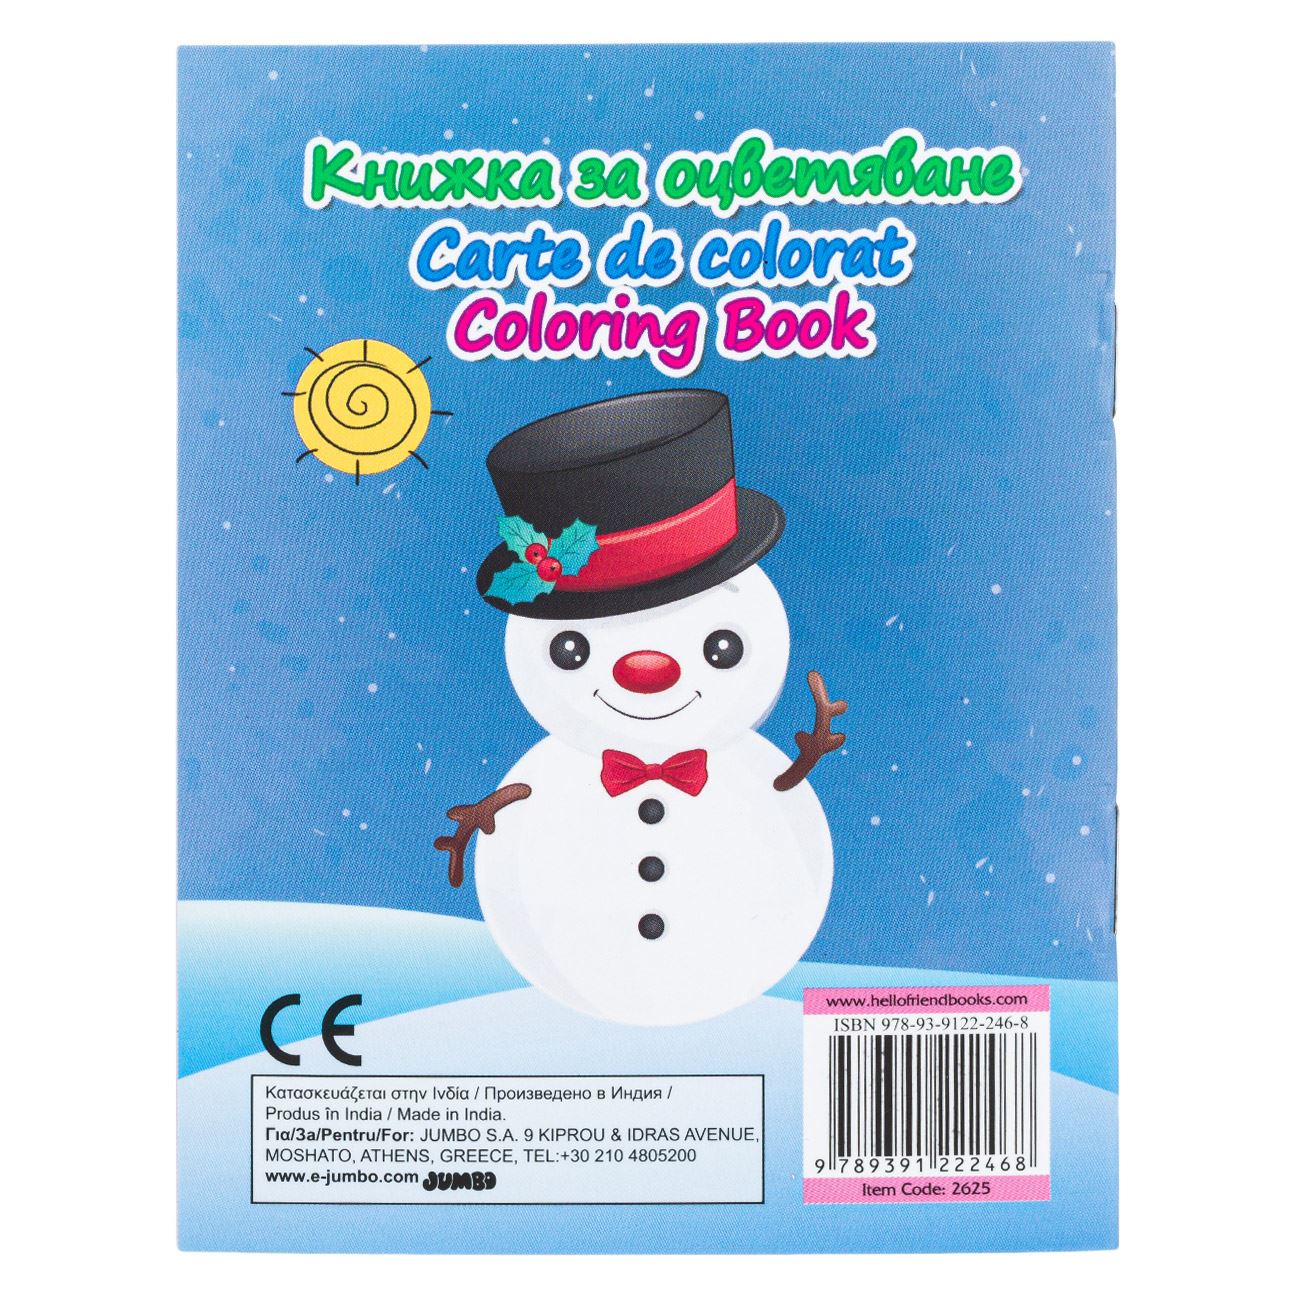 Книжка за оцветяване
Carte de colorat
Coloring Book
CE
Κατασκευάζεται στην Ινδία / Произведено в Индия /
Produs în India / Made in India.
Για/За/Pentru/For: JUMBO S.A. 9 KIPROU & IDRAS AVENUE,
MOSHATO, ATHENS, GREECE, TEL:+30 210 4805200
www.e-jumbo.com JUMBO
www.hellofriendbooks.com
ISBN 978-93-9122-246-8
9 789391 222468
Item Code: 2625